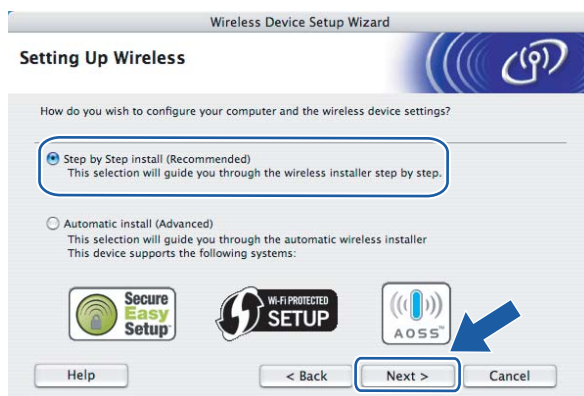 Wireless Device Setup Wizard
Setting Up Wireless
How do you wish to configure your computer and the wireless device settings?
Step by Step install (Recommended)
This selection will guide you through the wireless installer step by step.
Automatic install (Advanced)
This selection will guide you through the automatic wireless installer
This device supports the following systems:
Secure
Easy
Setup
Wi-Fi PROTECTED
SETUP
AOSS™
Help
< Back
Next >
Cancel